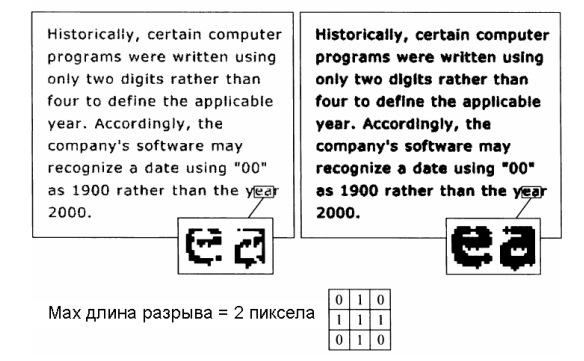 Historically, certain computer
programs were written using
only two digits rather than
four to define the applicable
year. Accordingly, the
company's software may
recognize a date using "00"
as 1900 rather than the year
2000.
ea
Historically, certain computer
programs were written using
only two digits rather than
four to define the applicable
year. Accordingly, the
company's software may
recognize a date using "00"
as 1900 rather than the year
2000.
ea
Мах длина разрыва = 2 пиксела
0 1 0
1 1 1
0 1 0